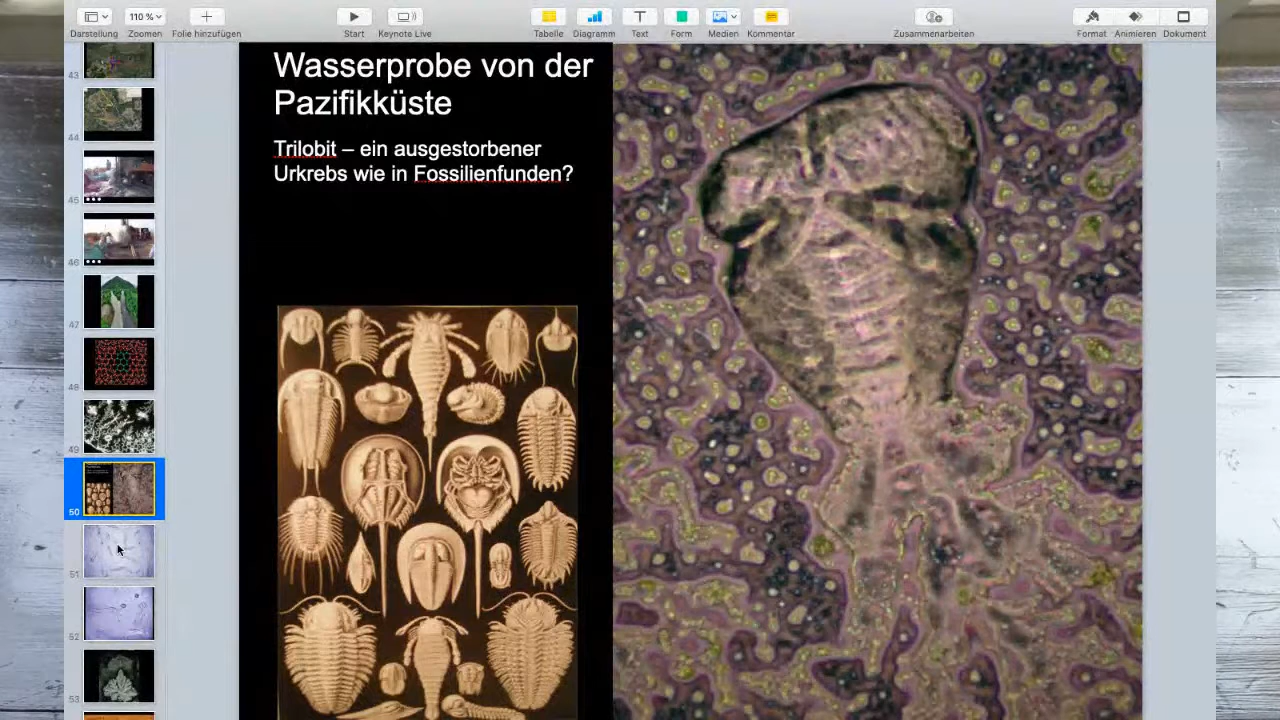 110 %
Darstellung
Zoomen
Folie hinzufügen
Start
Keynote Live
Tabelle
Diagramm
Text
Form
Medien
Kommentar
Zusammenarbeiten
Format
Animieren
Dokument
43
44
45
46
47
48
49
50
51
52
53
Wasserprobe von der
Pazifikküste
Trilobit – ein ausgestorbener
Urkrebs wie in Fossilienfunden?